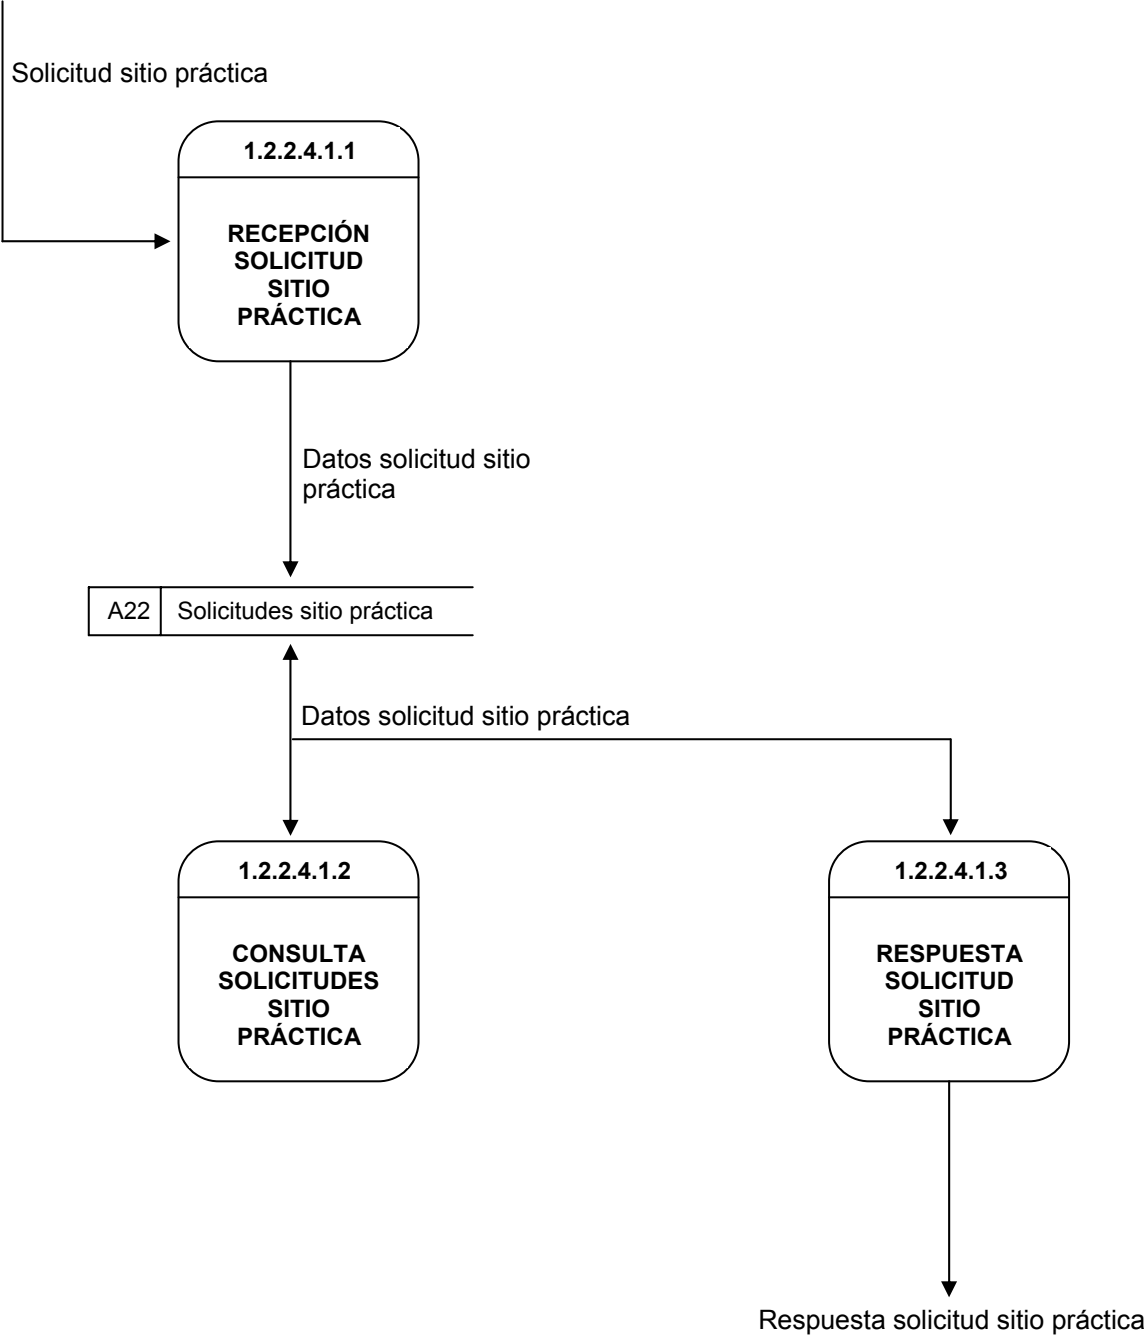 Solicitud sitio práctica
1.2.2.4.1.1
RECEPCIÓN
SOLICITUD
SITIO
PRÁCTICA
Datos solicitud sitio
práctica
A22 Solicitudes sitio práctica
Datos solicitud sitio práctica
1.2.2.4.1.2
CONSULTA
SOLICITUDES
SITIO
PRÁCTICA
1.2.2.4.1.3
RESPUESTA
SOLICITUD
SITIO
PRÁCTICA
Respuesta solicitud sitio práctica